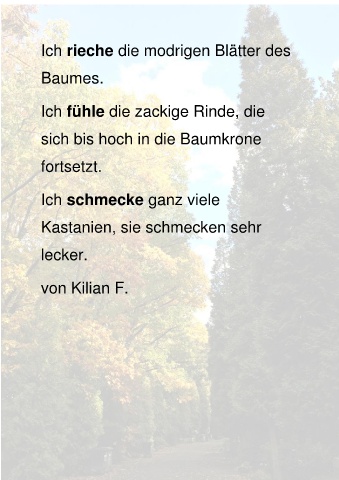 Ich rieche die modrigen Blätter des
Baumes.
Ich fühle die zackige Rinde, die
sich bis hoch in die Baumkrone
fortsetzt.
Ich schmecke ganz viele
Kastanien, sie schmecken sehr
lecker.
von Kilian F.